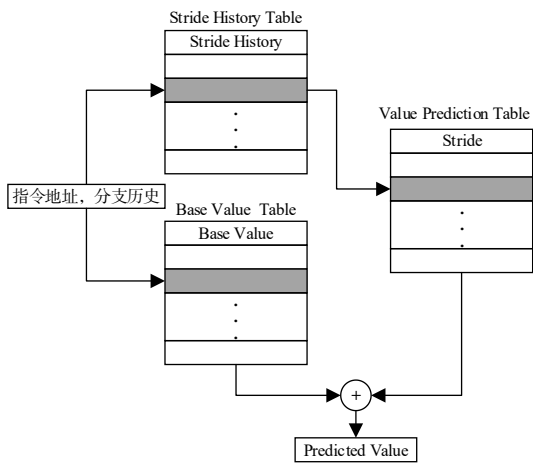 Stride History Table
Stride History
Value Prediction Table
Stride
指令地址，分支历史
Base Value Table
Base Value
+
Predicted Value